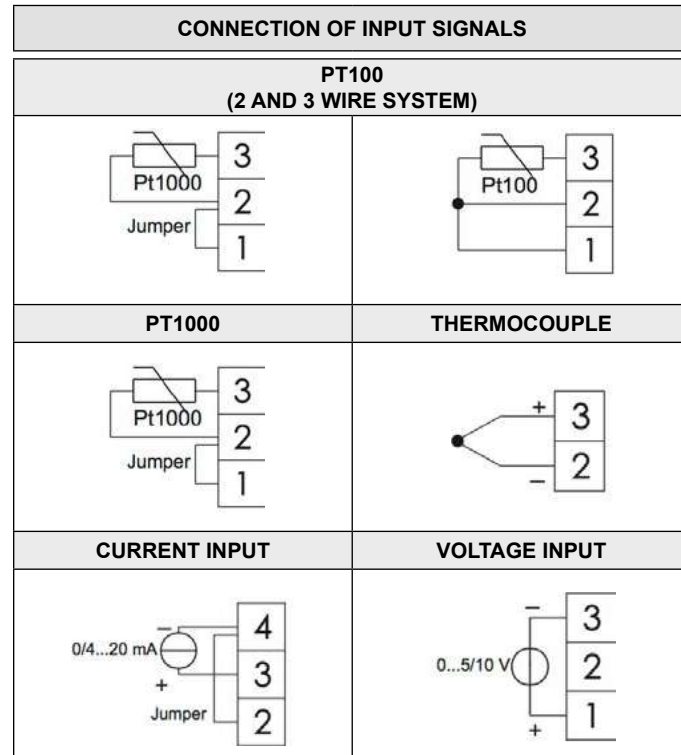 CONNECTION OF INPUT SIGNALS
PT100
(2 AND 3 WIRE SYSTEM)
Pt1000
Jumper
3
2
1
Pt100
3
2
1
PT1000
THERMOCOUPLE
Pt1000
Jumper
3
2
1
+
−
3
2
CURRENT INPUT
VOLTAGE INPUT
−
0/4...20 mA
+
Jumper
4
3
2
−
0...5/10 V
+
3
2
1